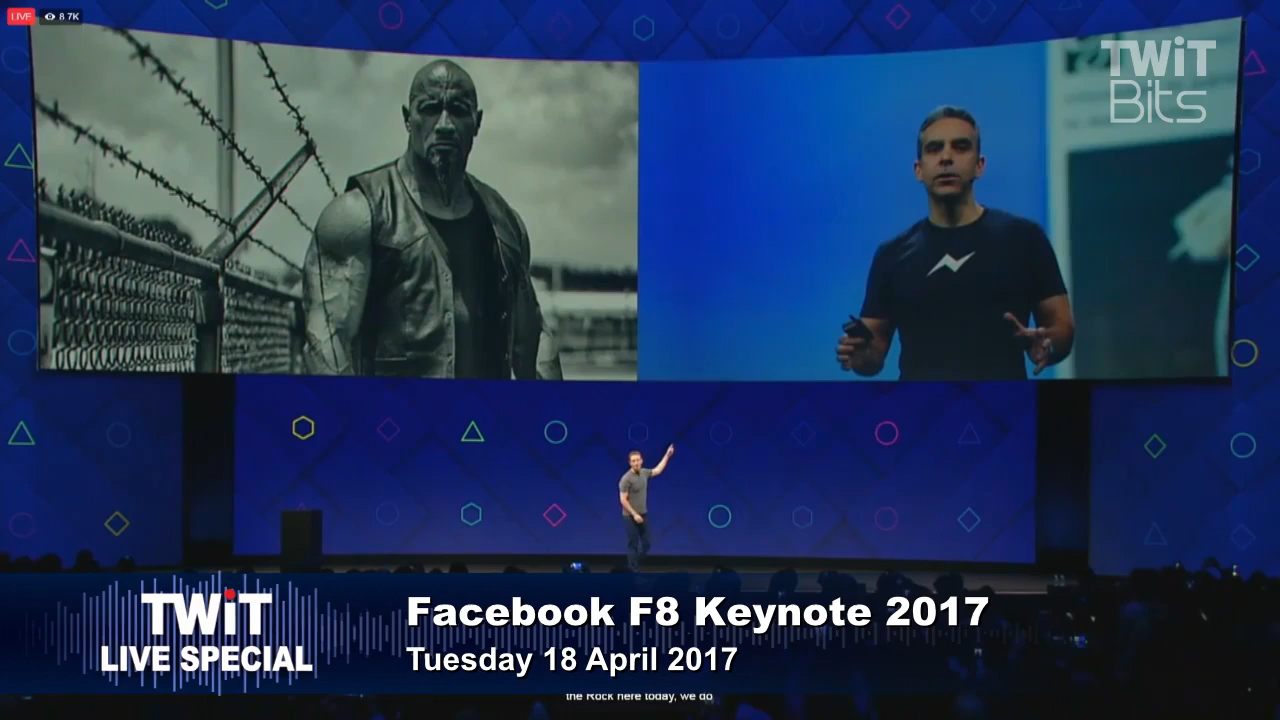 LIVE 8.7K
TWiT
Bits
TWiT
LIVE SPECIAL
Facebook F8 Keynote 2017
Tuesday 18 April 2017
the Rock here today, we do